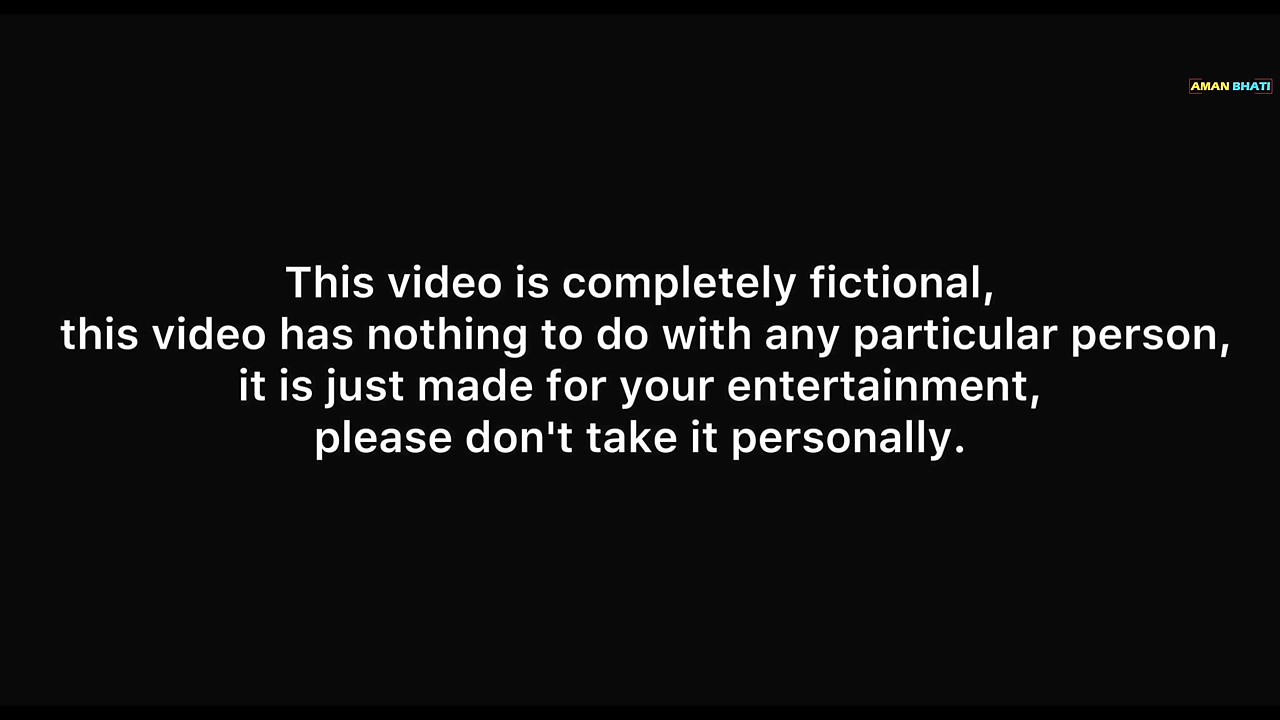 AMAN BHATI
This video is completely fictional,
this video has nothing to do with any particular person,
it is just made for your entertainment,
please don't take it personally.